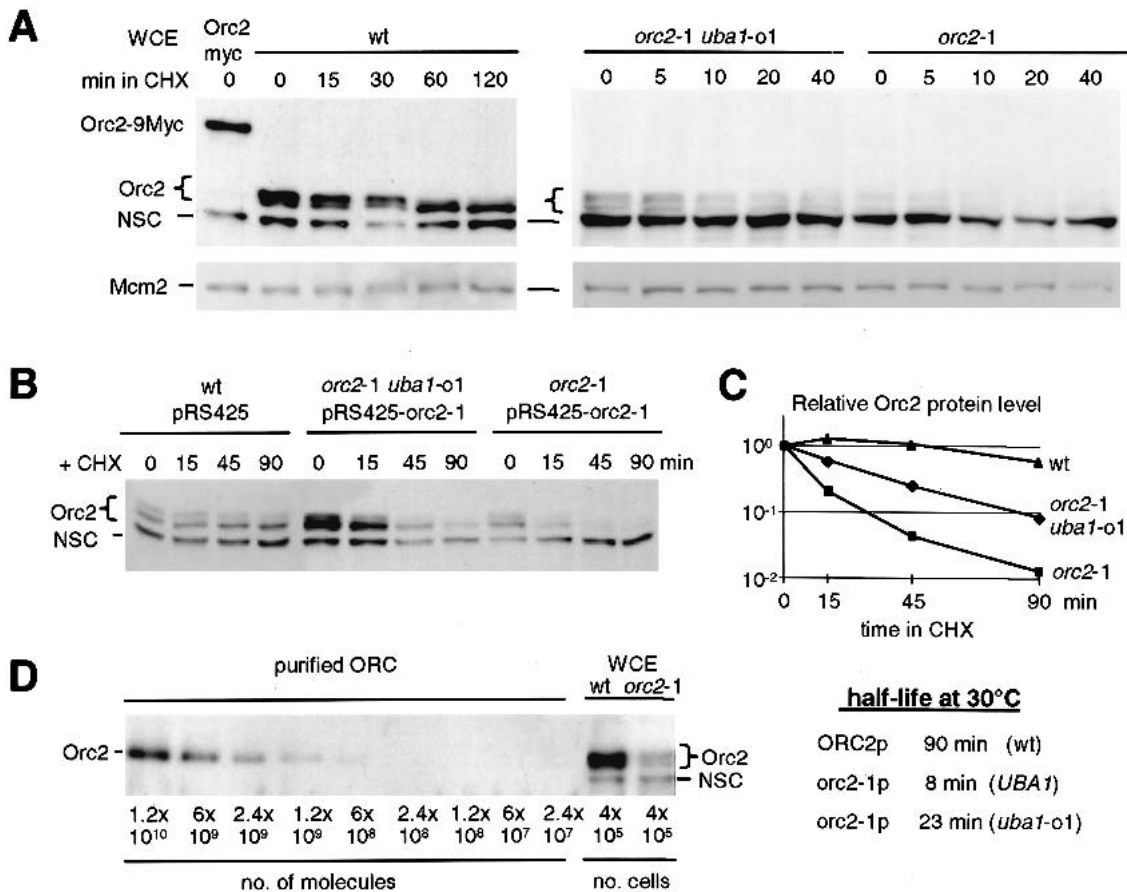 A
WCE Orc2 myc wt orc2-1 uba1-o1 orc2-1
min in CHX 0 0 15 30 60 120 0 5 10 20 40 0 5 10 20 40
Orc2-9Myc
Orc2 {
NSC
Mcm2
B
wt orc2-1 uba1-o1 orc2-1
pRS425 pRS425-orc2-1 pRS425-orc2-1
+ CHX 0 15 45 90 0 15 45 90 0 15 45 90 min
Orc2 {
NSC
C
Relative Orc2 protein level
10⁰
wt
orc2-1
10⁻¹
uba1-o1
orc2-1
10⁻²
0 15 45 90 min
time in CHX
D
purified ORC WCE
wt orc2-1
Orc2 } Orc2
NSC
1.2x 6x 2.4x 1.2x 6x 2.4x 1.2x 6x 2.4x 4x 4x
10¹⁰ 10⁹ 10⁹ 10⁹ 10⁸ 10⁸ 10⁸ 10⁷ 10⁷ 10⁵ 10⁵
no. of molecules no. cells
half-life at 30°C
ORC2p 90 min (wt)
orc2-1p 8 min (UBA1)
orc2-1p 23 min (uba1-o1)